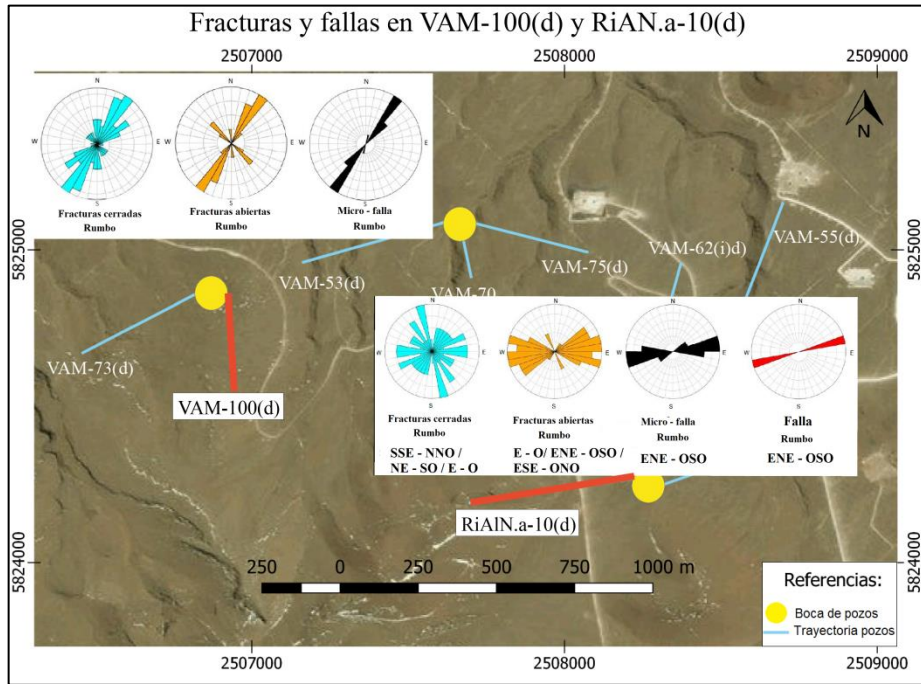 Fracturas y fallas en VAM-100(d) y RiAN.a-10(d)
2507000
2508000
2509000
N
N
N
W
E
W
E
W
E
S
S
S
Fracturas cerradas
Rumbo
Fracturas abiertas
Rumbo
Micro - falla
Rumbo
N
5825000
5825000
VAM-53(d)
VAM-70
VAM-75(d)
VAM-62(i)d
VAM-55(d)
VAM-73(d)
VAM-100(d)
N
N
N
N
W
E
W
E
W
E
W
E
S
S
S
S
Fracturas cerradas
Rumbo
SSE - NNO /
NE - SO / E - O
Fracturas abiertas
Rumbo
E - O/ ENE - OSO /
ESE - ONO
Micro - falla
Rumbo
ENE - OSO
Falla
Rumbo
ENE - OSO
RiAlN.a-10(d)
5824000
5824000
250 0 250 500 750 1000 m
Referencias:
Boca de pozos
Trayectoria pozos
2507000
2508000
2509000